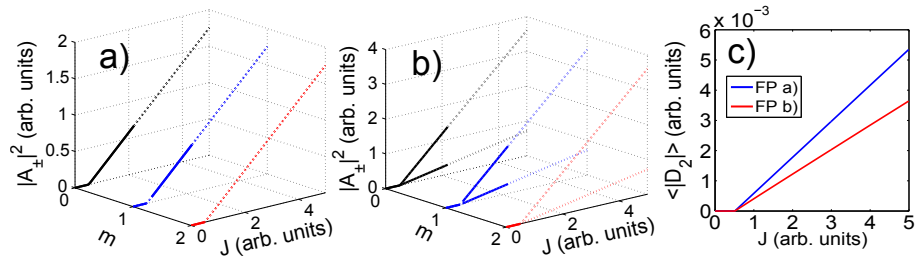 a)
|A±|² (arb. units)
2
1.5
1
0.5
0
0
1
2
m
0
2
4
J (arb. units)
b)
|A±|² (arb. units)
4
3
2
1
0
0
1
2
m
0
2
4
J (arb. units)
x 10⁻³
c)
<|D₂|> (arb. units)
6
5
4
3
2
1
0
FP a)
FP b)
0 1 2 3 4 5
J (arb. units)